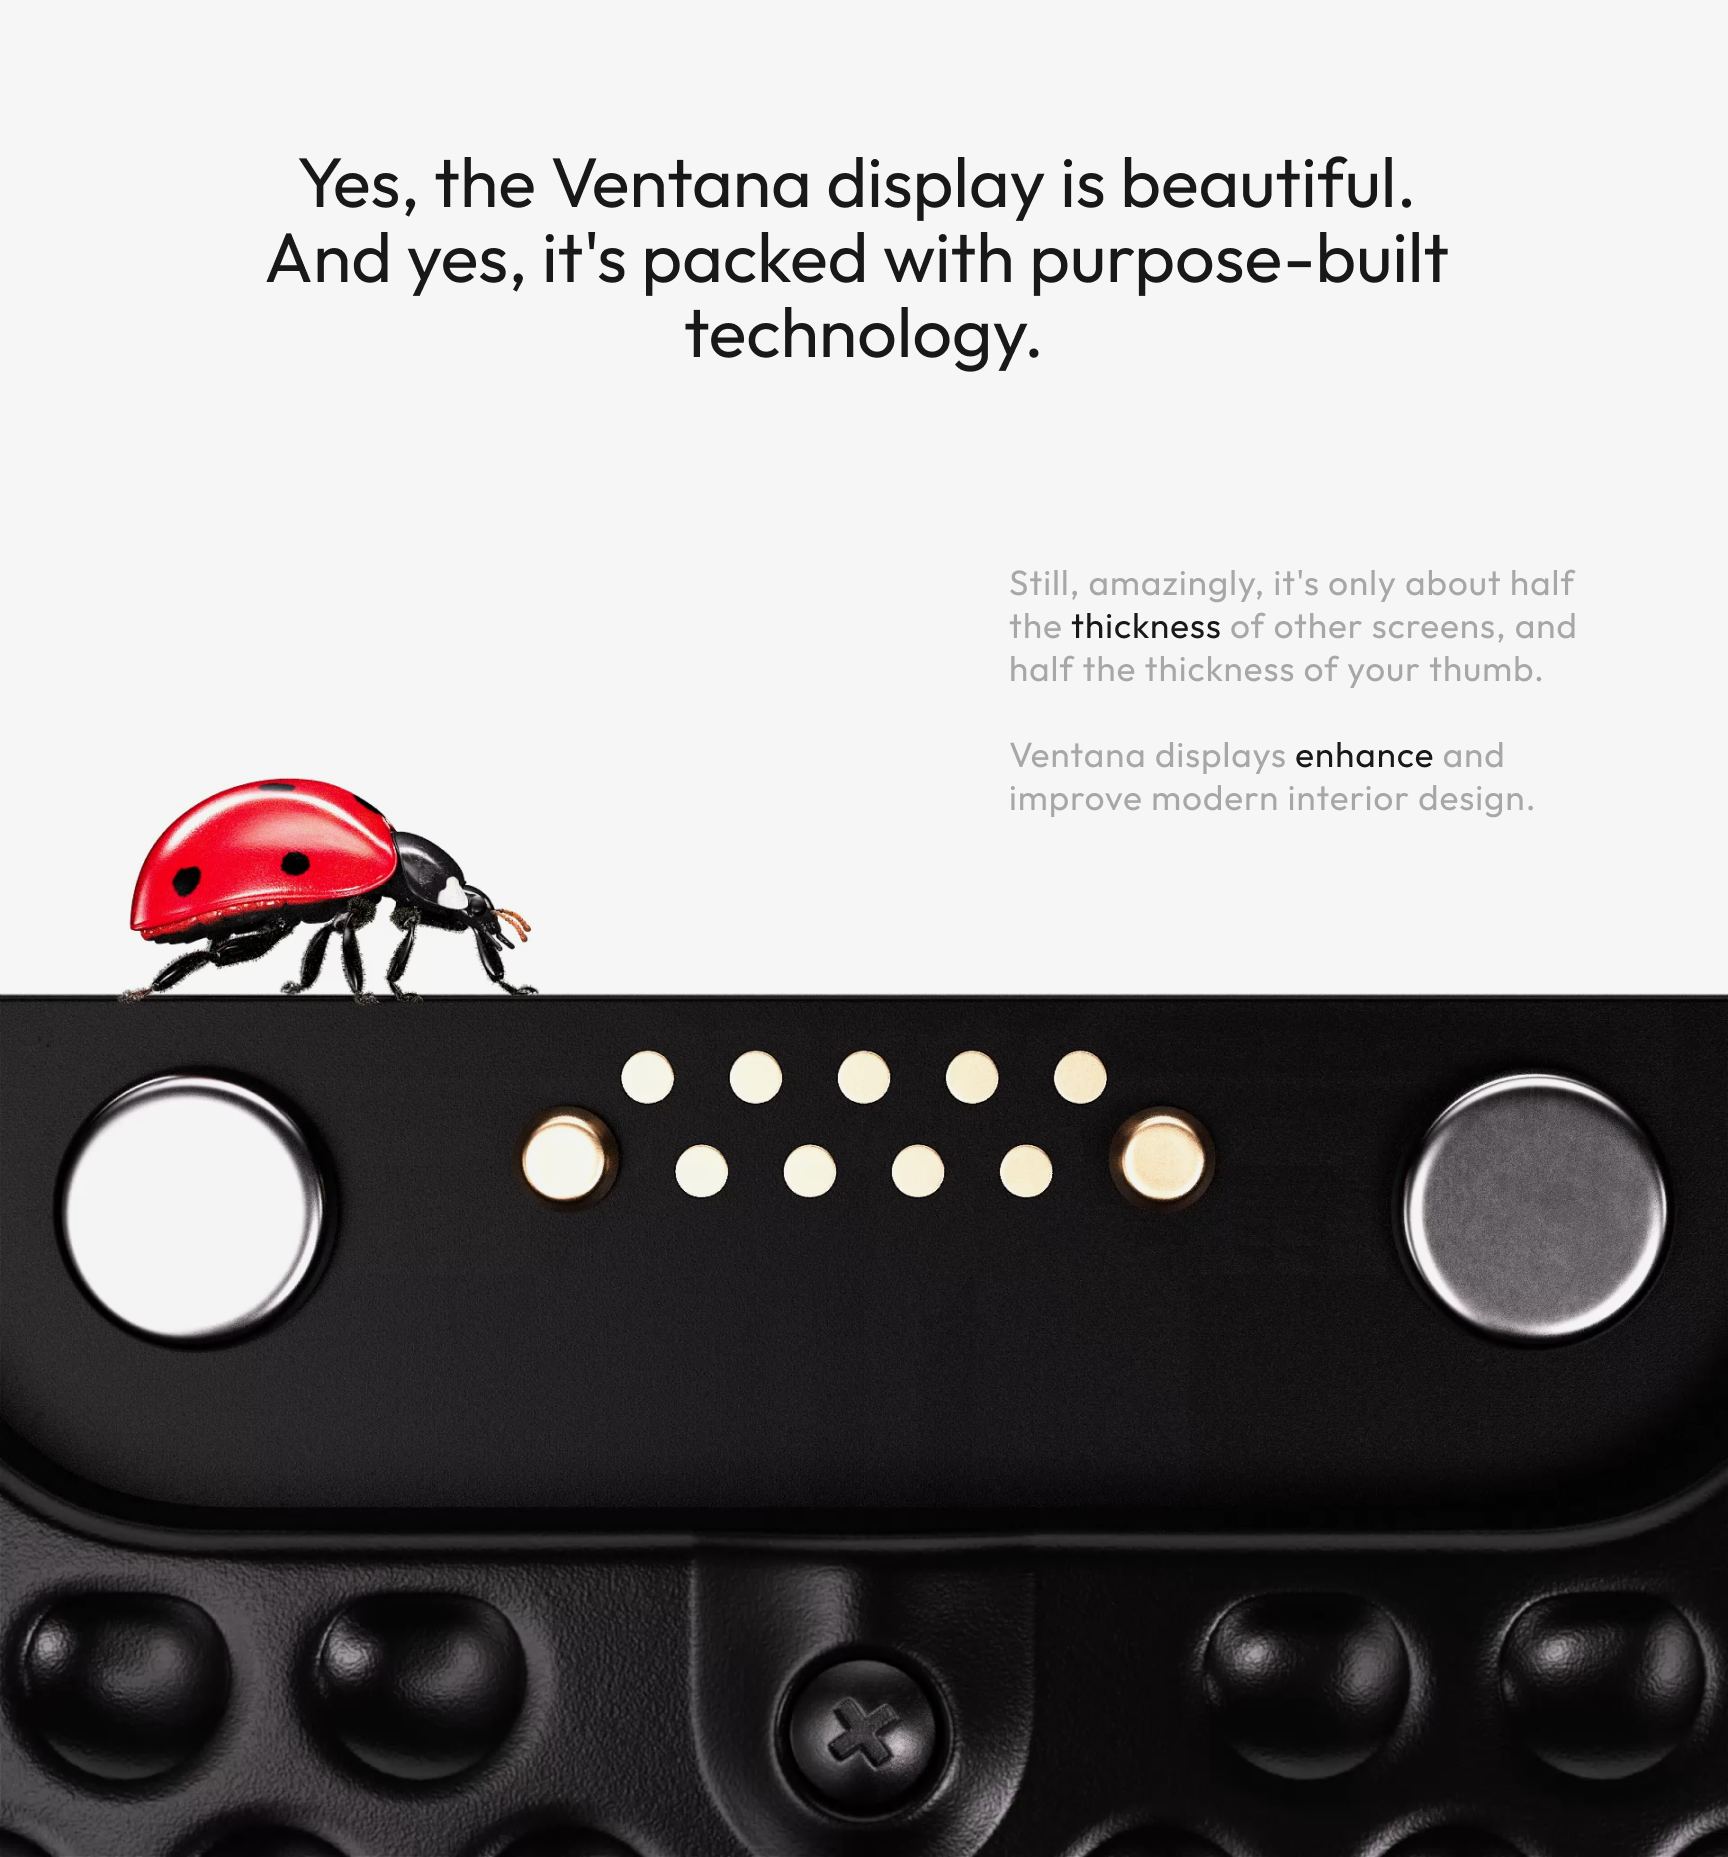 Yes, the Ventana display is beautiful.
And yes, it's packed with purpose-built
technology.
Still, amazingly, it's only about half
the thickness of other screens, and
half the thickness of your thumb.
Ventana displays enhance and
improve modern interior design.